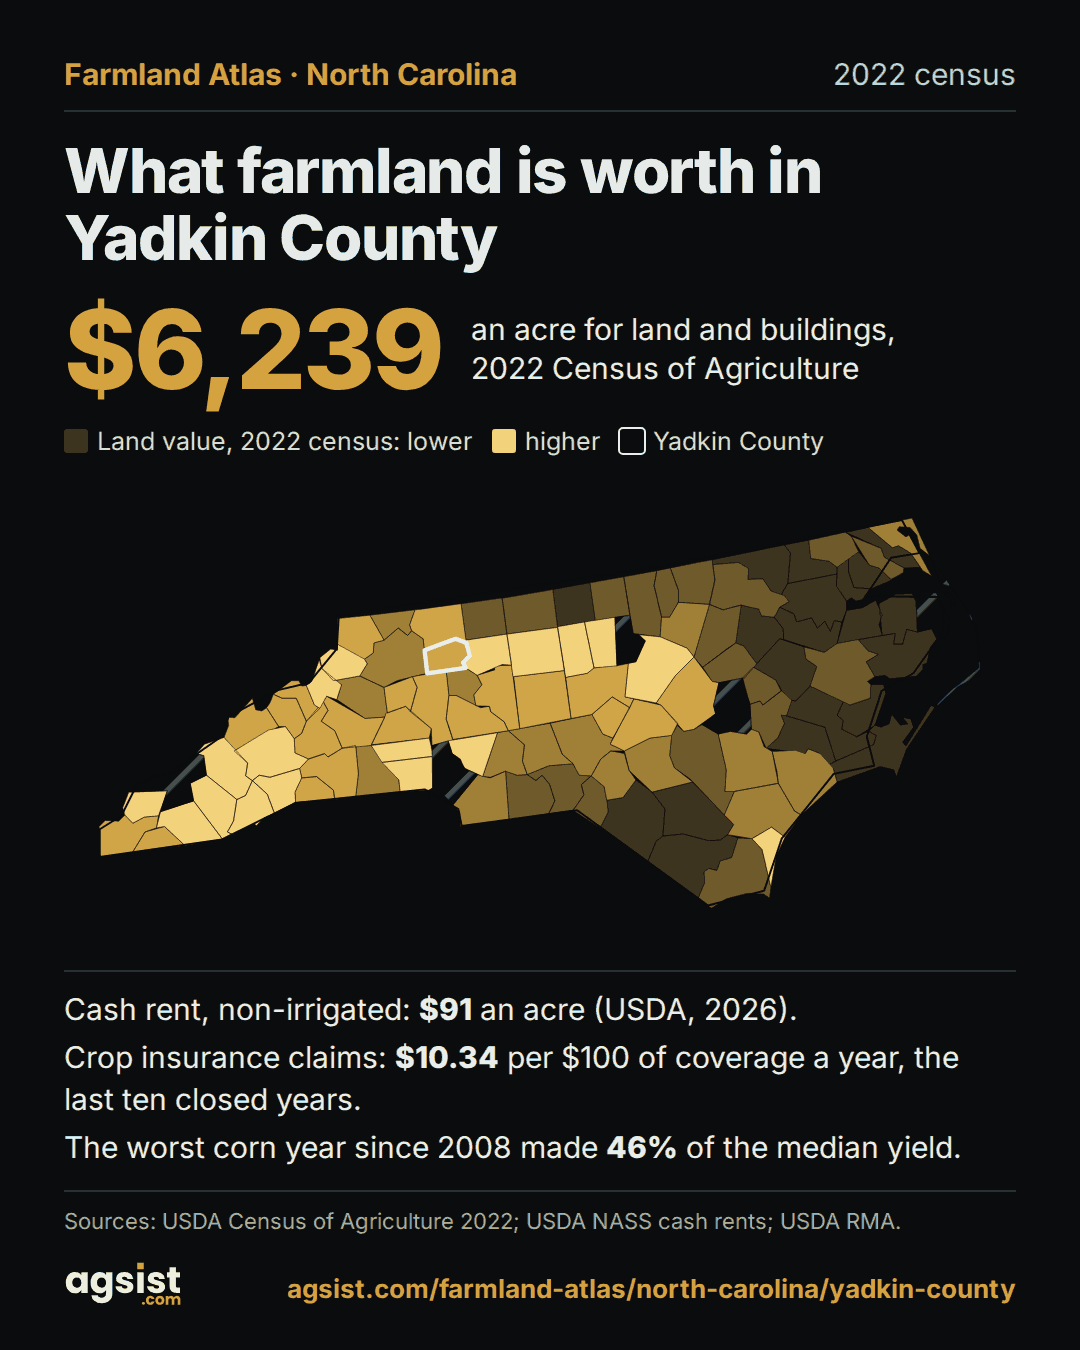 Farmland Atlas · North Carolina
2022 census
What farmland is worth in
Yadkin County
$6,239
an acre for land and buildings,
2022 Census of Agriculture
Land value, 2022 census: lower
higher
Yadkin County
Cash rent, non-irrigated: $91 an acre (USDA, 2026).
Crop insurance claims: $10.34 per $100 of coverage a year, the
last ten closed years.
The worst corn year since 2008 made 46% of the median yield.
Sources: USDA Census of Agriculture 2022; USDA NASS cash rents; USDA RMA.
agsist
.com
agsist.com/farmland-atlas/north-carolina/yadkin-county